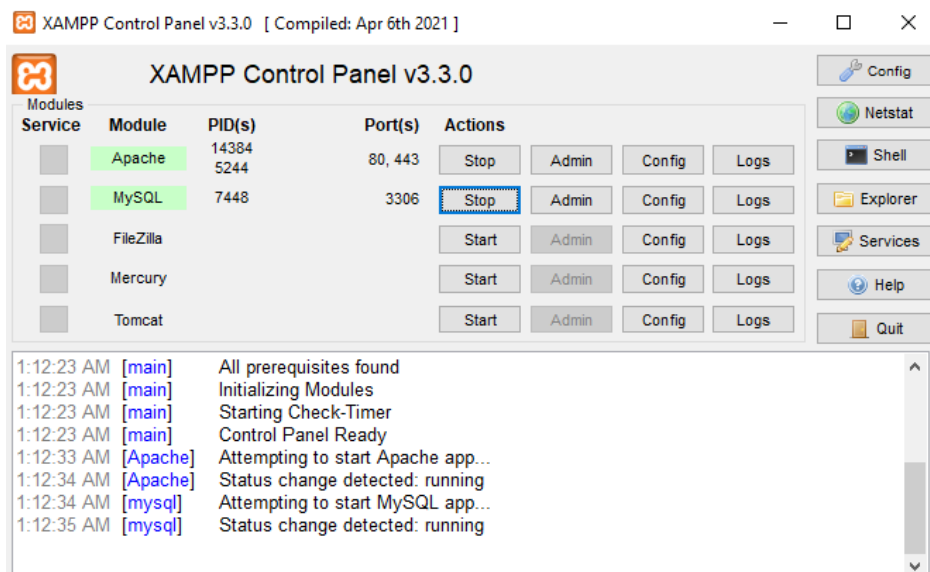 XAMPP Control Panel v3.3.0 [ Compiled: Apr 6th 2021 ]
XAMPP Control Panel v3.3.0
Config
Modules
Service Module PID(s) Port(s) Actions
Netstat
Apache 14384 5244 80, 443 Stop Admin Config Logs
Shell
MySQL 7448 3306 Stop Admin Config Logs
Explorer
FileZilla Start Admin Config Logs
Services
Mercury Start Admin Config Logs
Help
Tomcat Start Admin Config Logs
Quit
1:12:23 AM [main] All prerequisites found
1:12:23 AM [main] Initializing Modules
1:12:23 AM [main] Starting Check-Timer
1:12:23 AM [main] Control Panel Ready
1:12:33 AM [Apache] Attempting to start Apache app...
1:12:34 AM [Apache] Status change detected: running
1:12:34 AM [mysql] Attempting to start MySQL app...
1:12:35 AM [mysql] Status change detected: running